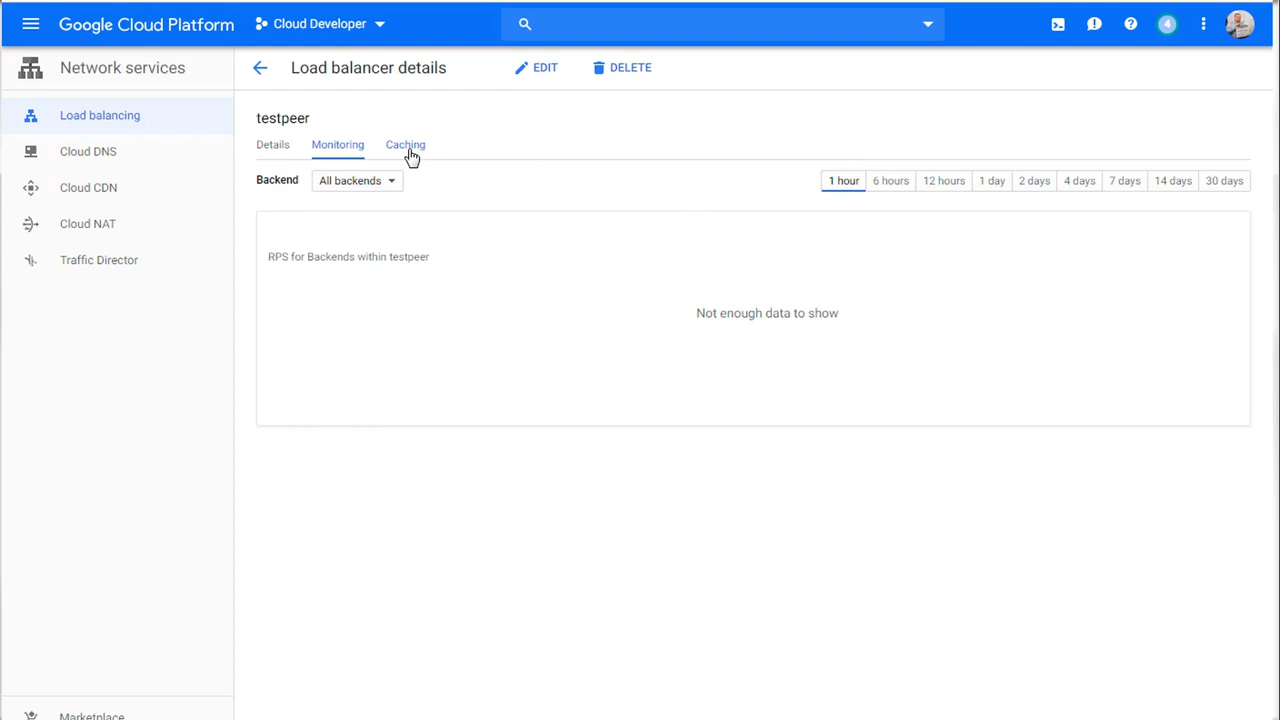 Google Cloud Platform
Cloud Developer
4
Network services
Load balancer details
EDIT
DELETE
Load balancing
Cloud DNS
Cloud CDN
Cloud NAT
Traffic Director
Marketplace
testpeer
Details Monitoring Caching
Backend All backends 1 hour 6 hours 12 hours 1 day 2 days 4 days 7 days 14 days 30 days
RPS for Backends within testpeer
Not enough data to show